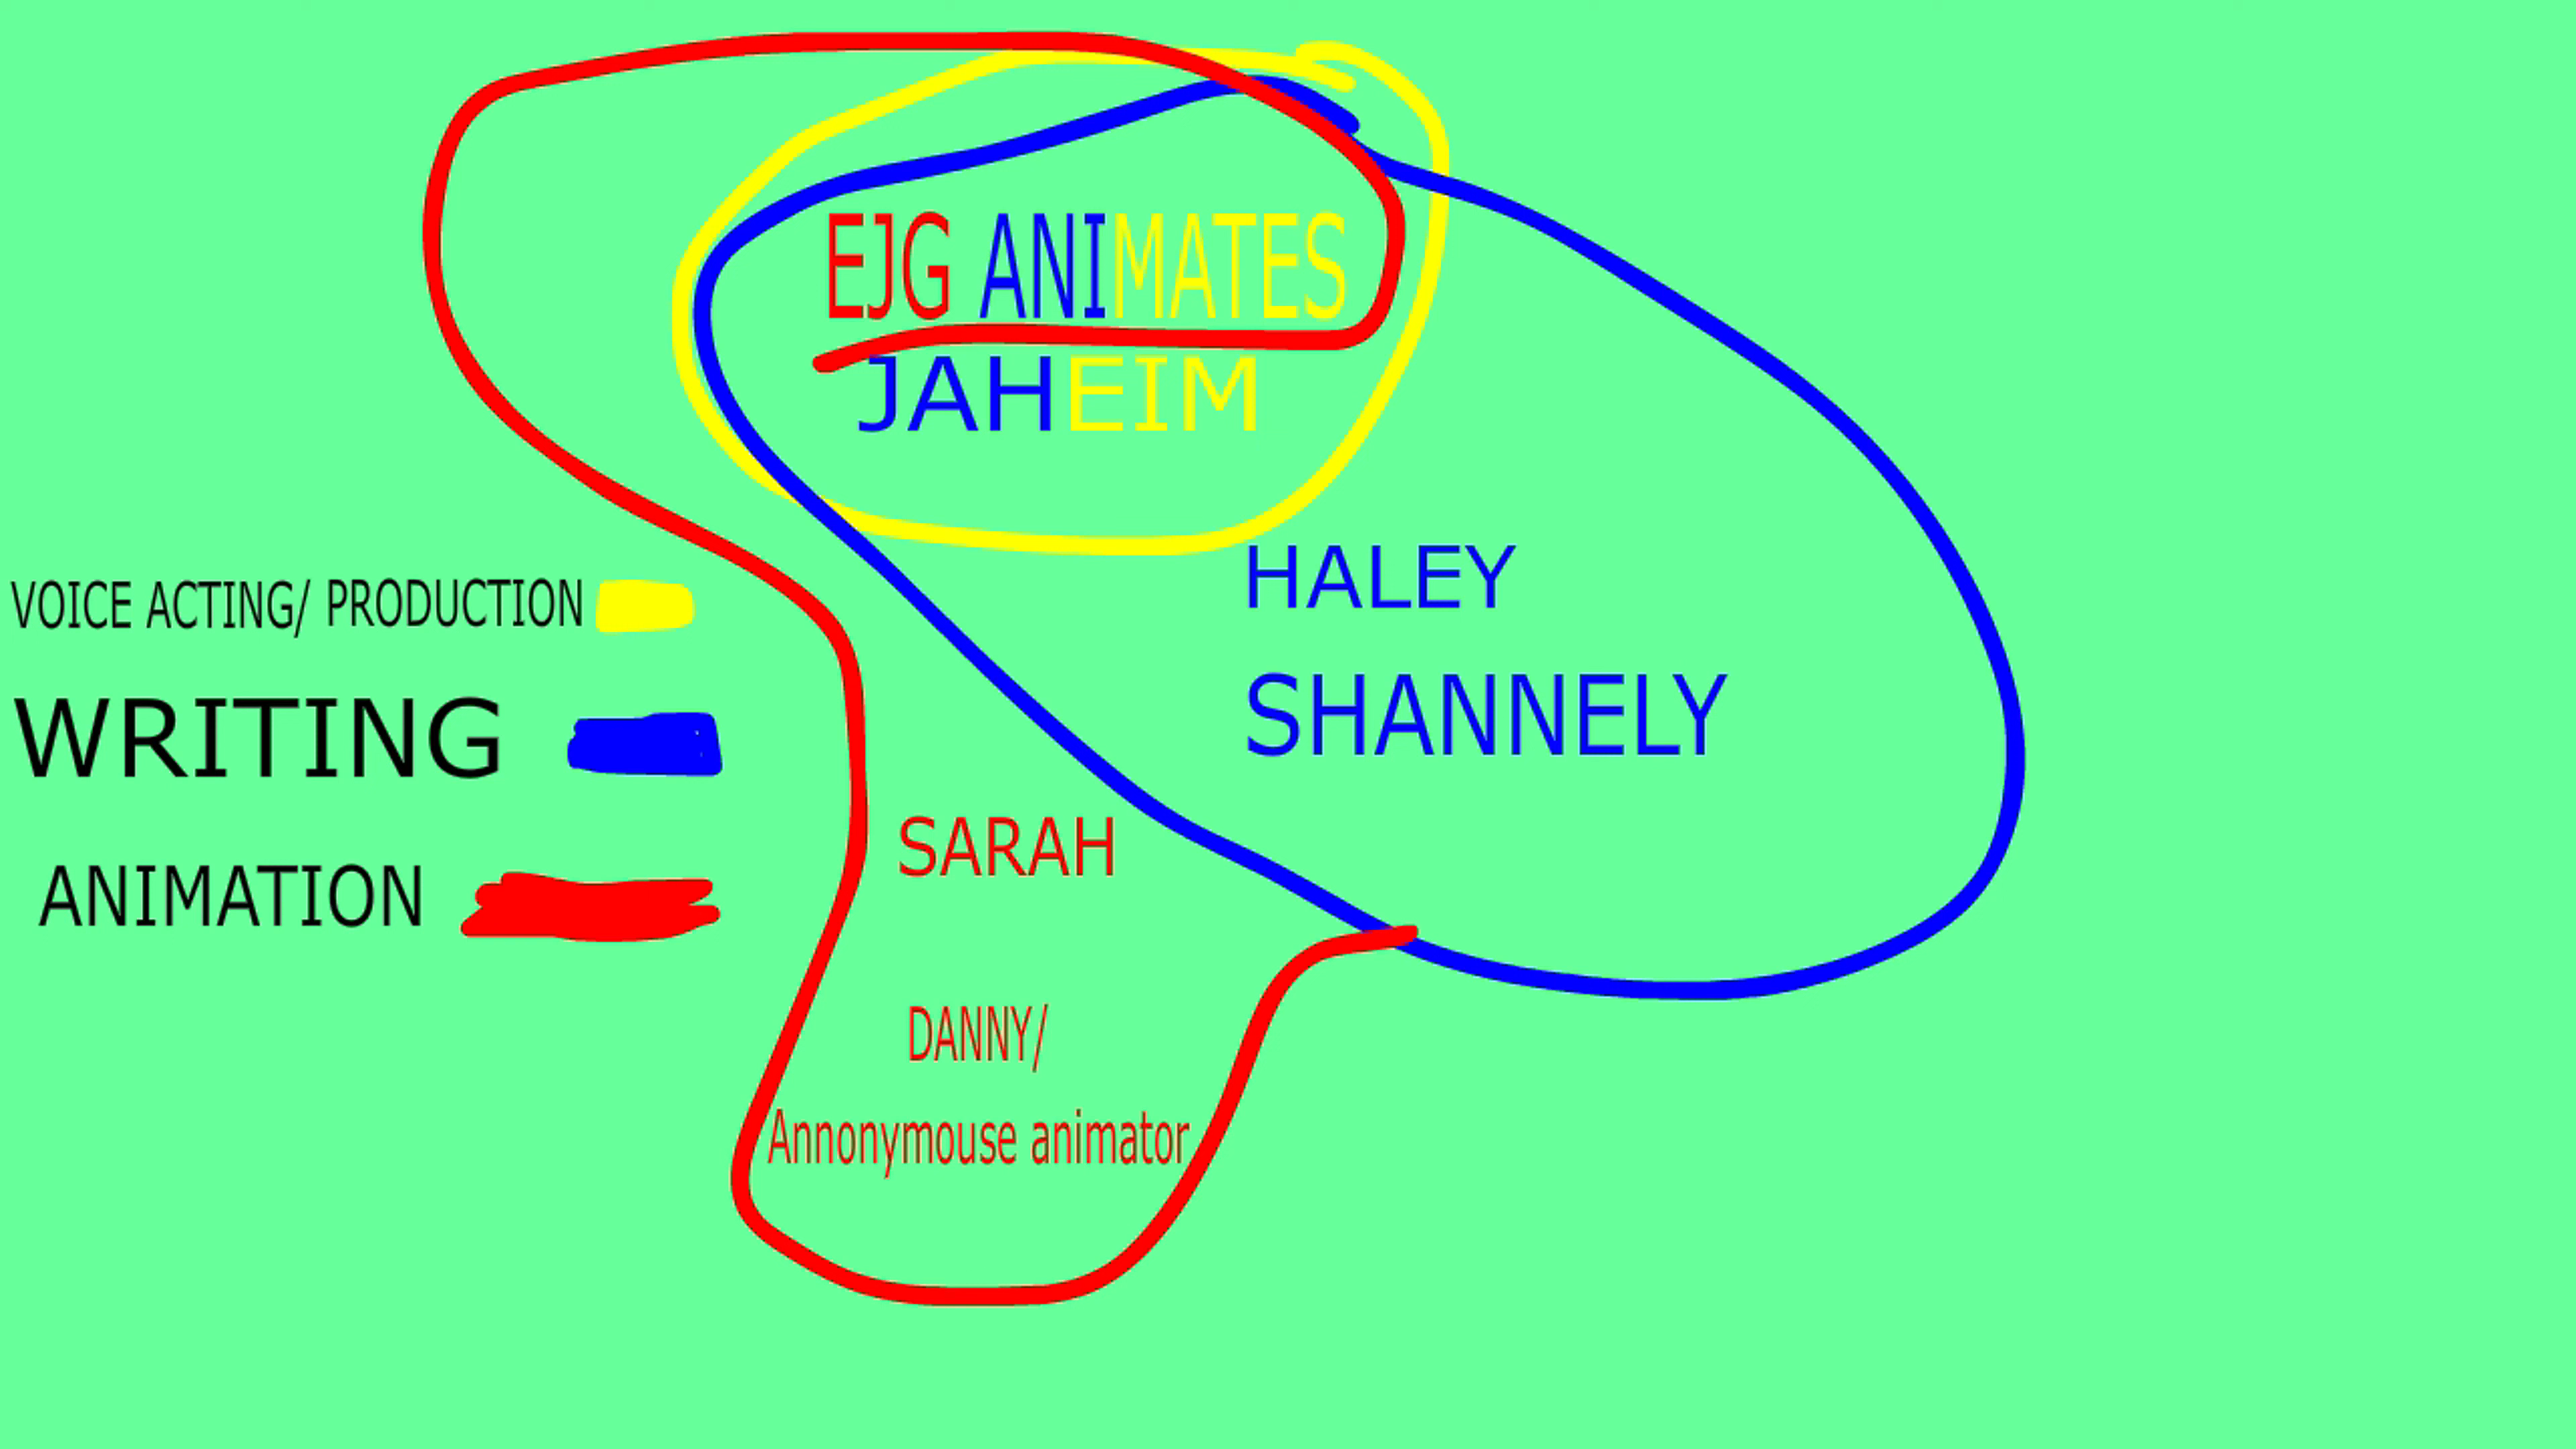 EJG ANIMATES
JAHEIM
HALEY
SHANNELY
VOICE ACTING/ PRODUCTION
WRITING
ANIMATION
SARAH
DANNY/
Annonymouse animator